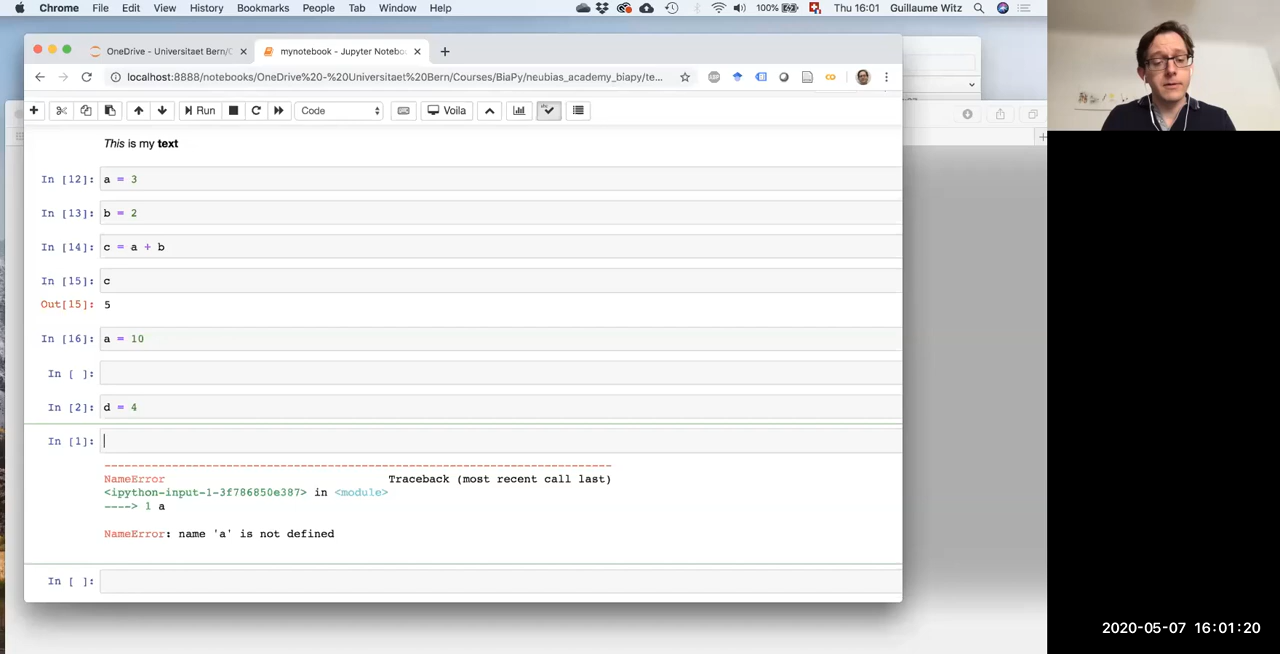 Chrome File Edit View History Bookmarks People Tab Window Help 100% Thu 16:01 Guillaume Witz
OneDrive - Universitaet Bern/C mynotebook - Jupyter Notebo
localhost:8888/notebooks/OneDrive%20-%20Universitaet%20Bern/Courses/BiaPy/neubias_academy_biapy/te...
Run Code Voila
This is my text
In [12]: a = 3
In [13]: b = 2
In [14]: c = a + b
In [15]: c
Out[15]: 5
In [16]: a = 10
In [ ]:
In [2]: d = 4
In [1]:
---------------------------------------------------------------------------
NameError Traceback (most recent call last)
<ipython-input-1-3f786850e387> in <module>
----> 1 a
NameError: name 'a' is not defined
In [ ]:
2020-05-07 16:01:20